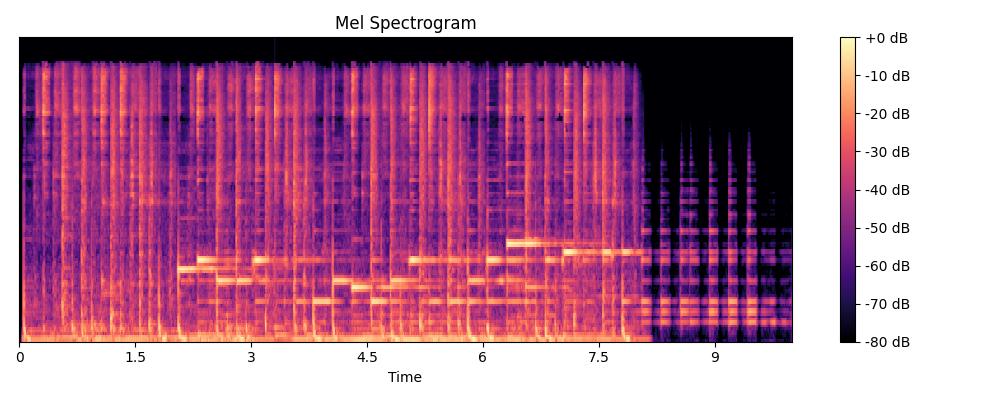 Mel Spectrogram
+0 dB
-10 dB
-20 dB
-30 dB
-40 dB
-50 dB
-60 dB
-70 dB
-80 dB
0 1.5 3 4.5 6 7.5 9
Time